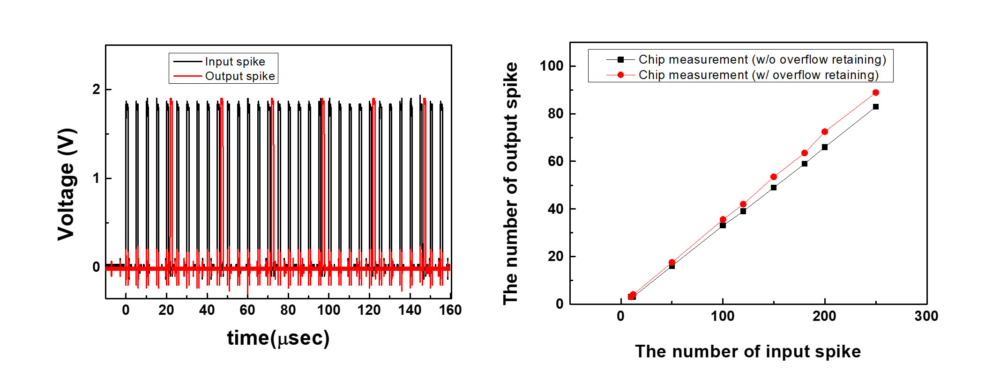 Input spike
Output spike
2
1
0
Voltage (V)
0 20 40 60 80 100 120 140 160
time(μsec)
Chip measurement (w/o overflow retaining)
Chip measurement (w/ overflow retaining)
100
80
60
40
20
0
The number of output spike
0 100 200 300
The number of input spike